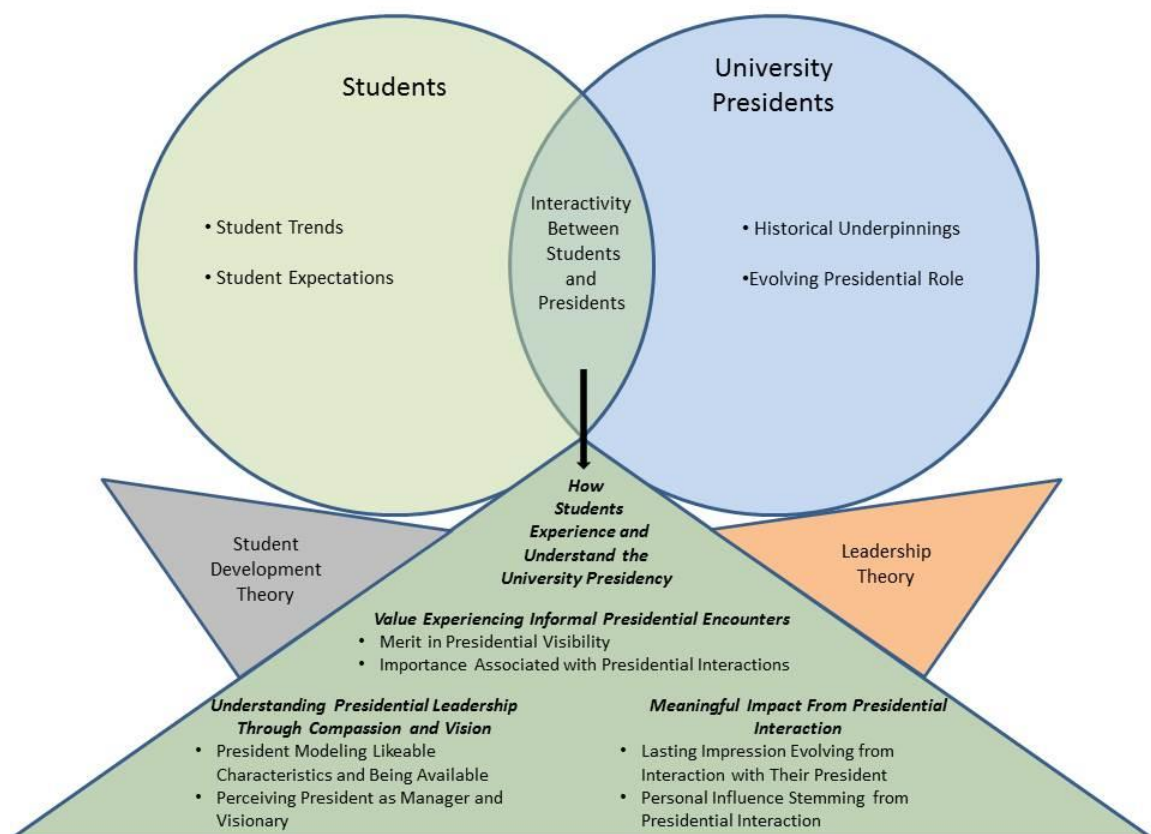 Students
• Student Trends
• Student Expectations
University
Presidents
• Historical Underpinnings
•Evolving Presidential Role
Interactivity
Between
Students
and
Presidents
Student
Development
Theory
Leadership
Theory
How
Students
Experience and
Understand the
University Presidency
Value Experiencing Informal Presidential Encounters
• Merit in Presidential Visibility
• Importance Associated with Presidential Interactions
Understanding Presidential Leadership
Through Compassion and Vision
• President Modeling Likeable
Characteristics and Being Available
• Perceiving President as Manager and
Visionary
Meaningful Impact From Presidential
Interaction
• Lasting Impression Evolving from
Interaction with Their President
• Personal Influence Stemming from
Presidential Interaction